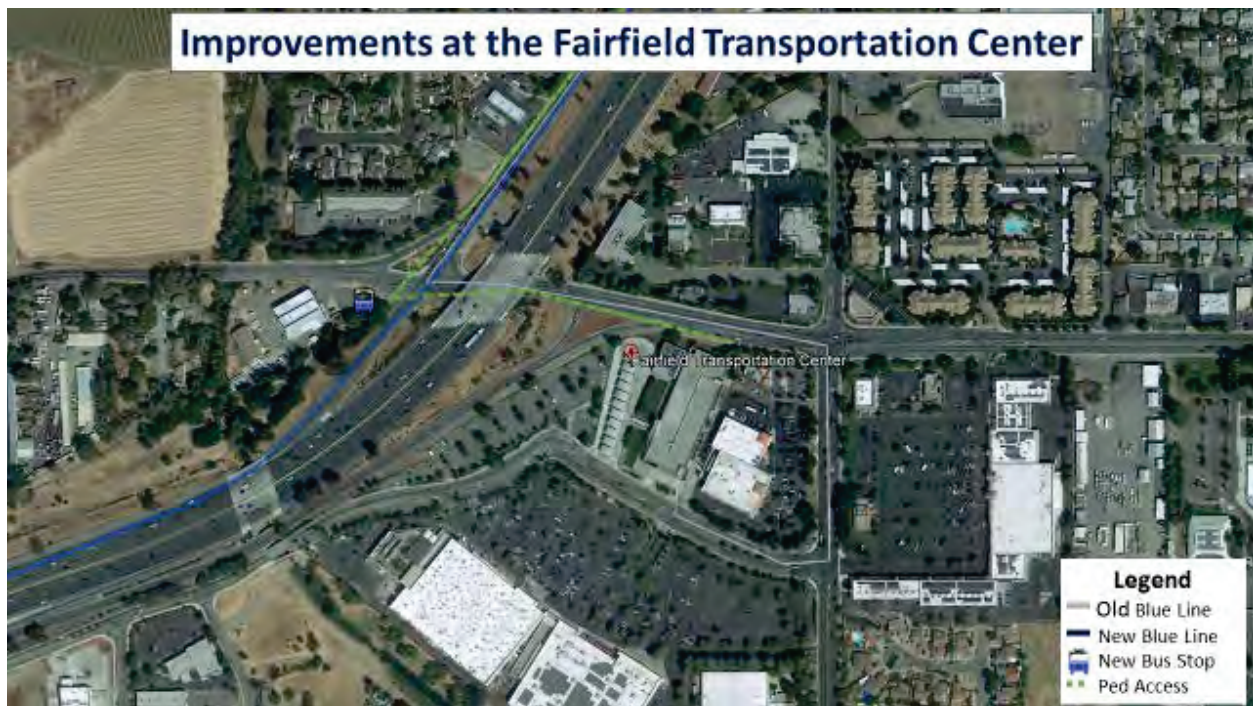 Improvements at the Fairfield Transportation Center
Fairfield Transportation Center
Legend
Old Blue Line
New Blue Line
New Bus Stop
Ped Access